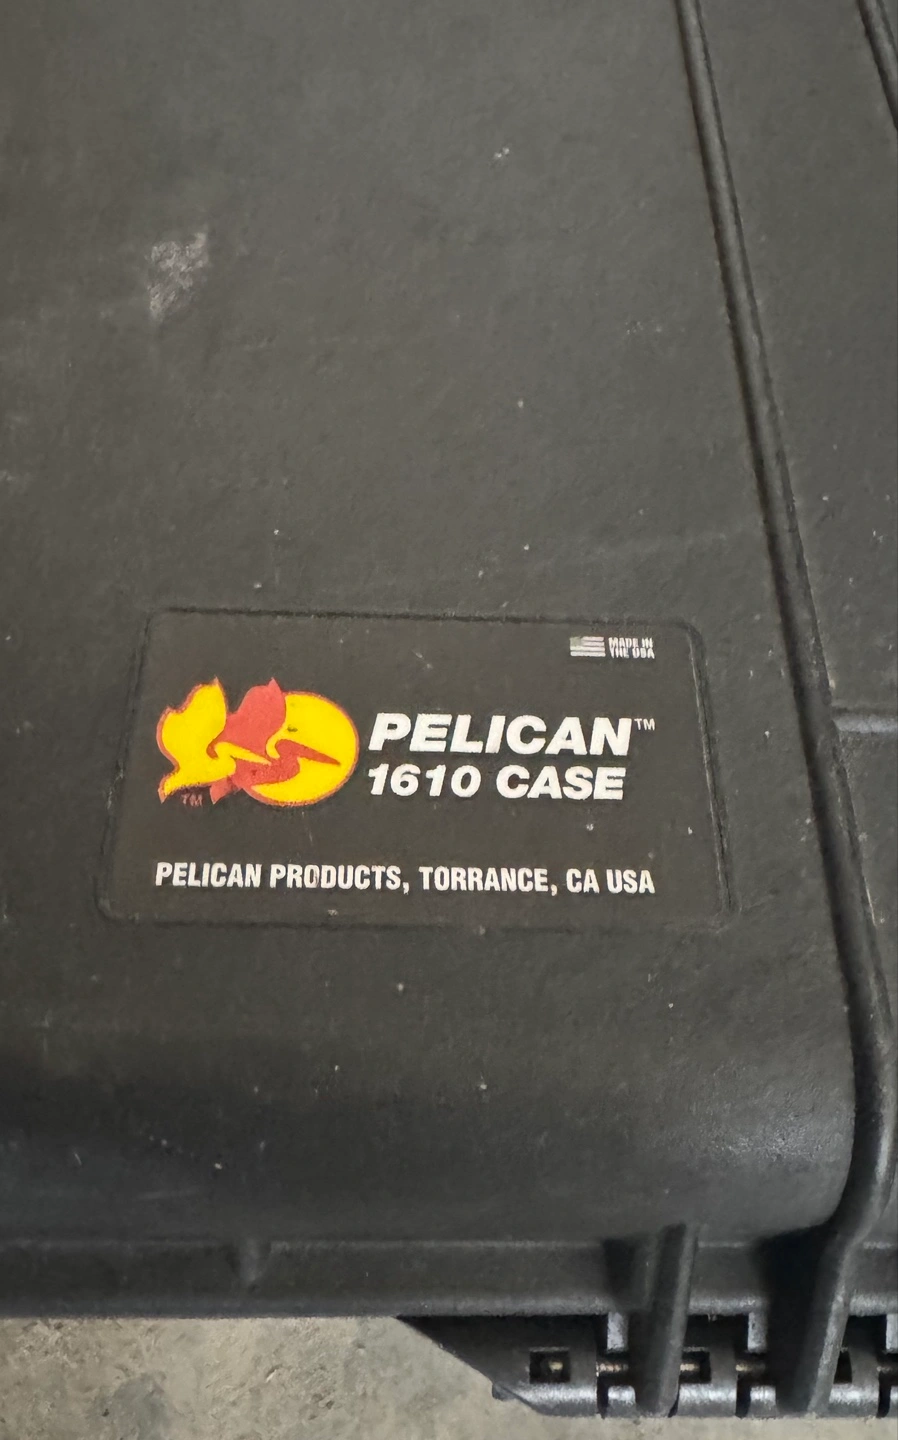 MADE IN
THE USA
PELICAN™
1610 CASE
TM
PELICAN PRODUCTS, TORRANCE, CA USA